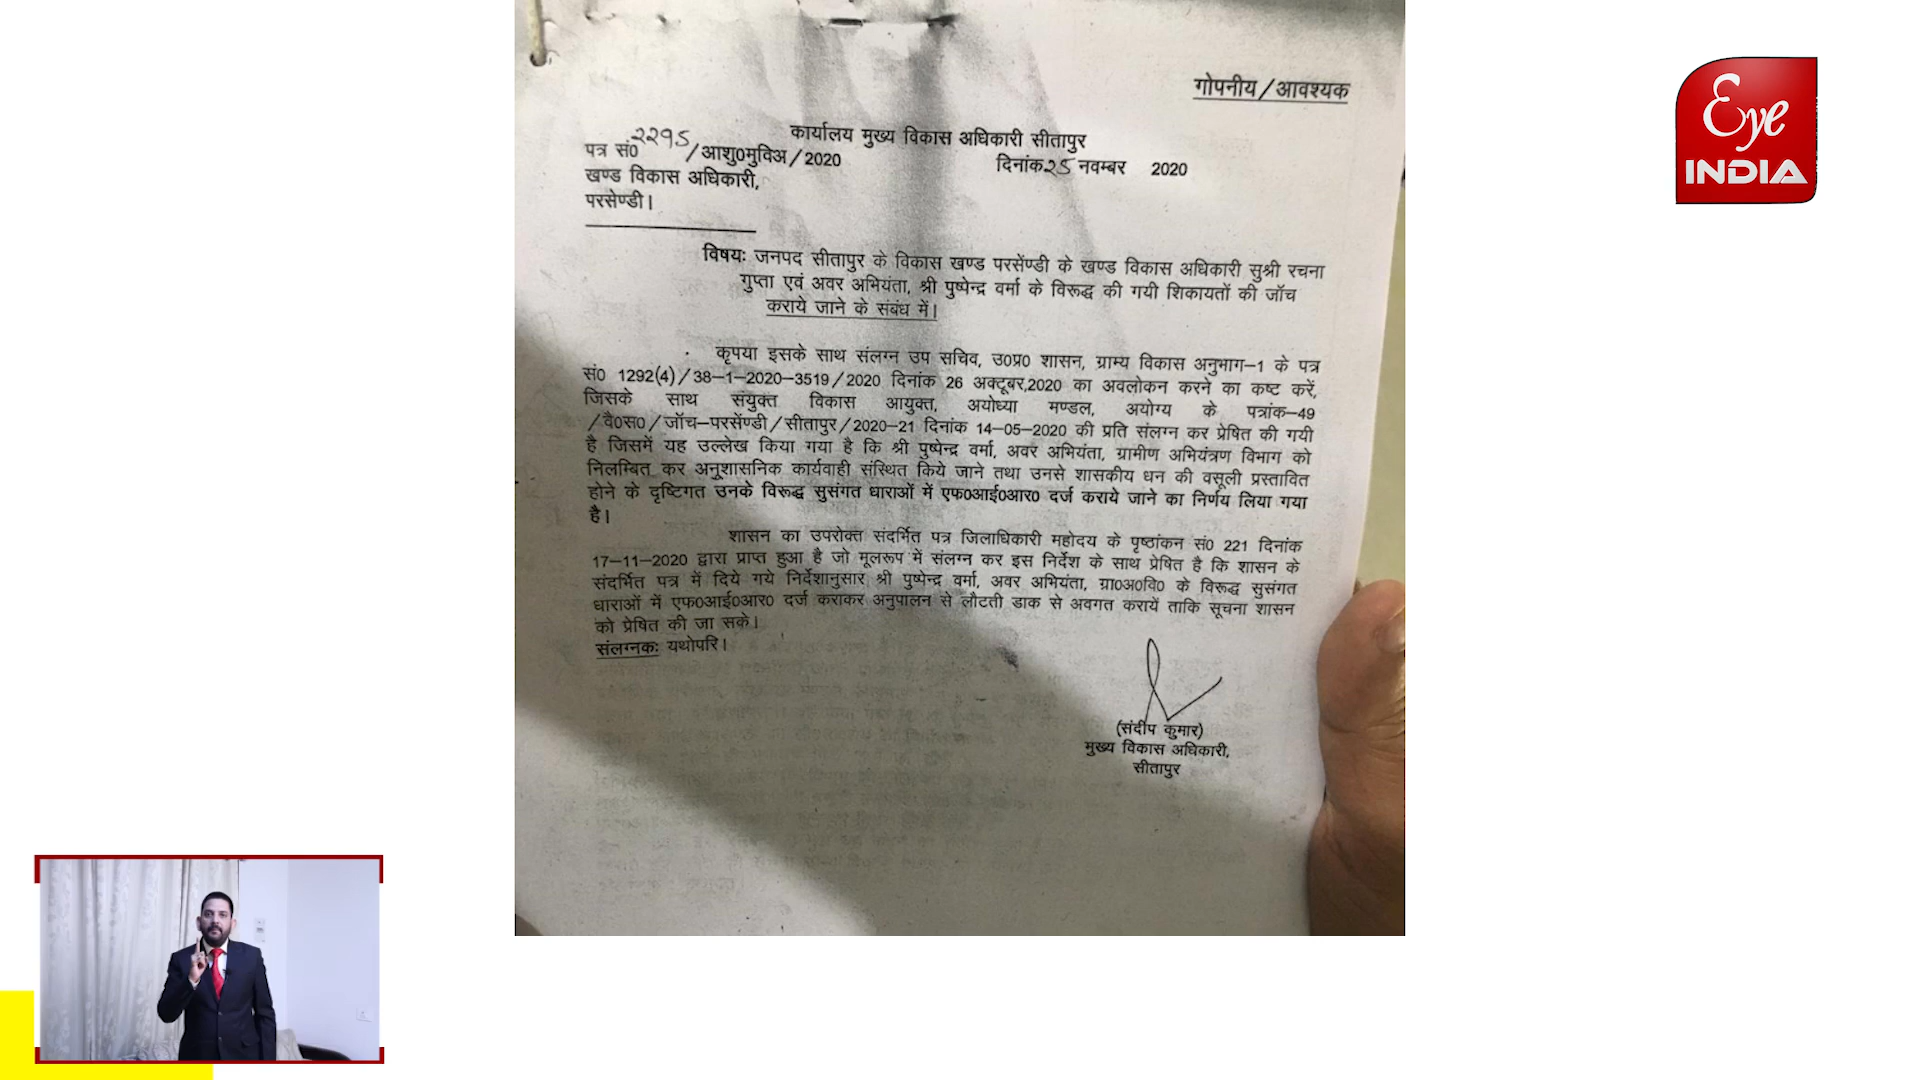 गोपनीय/आवश्यक
कार्यालय मुख्य विकास अधिकारी सीतापुर
पत्र सं0 २२९5/आशु0मुविअ/2020
दिनांक २5 नवम्बर 2020
खण्ड विकास अधिकारी,
परसेण्डी।
विषयः जनपद सीतापुर के विकास खण्ड परसेंण्डी के खण्ड विकास अधिकारी सुश्री रचना
गुप्ता एवं अवर अभियंता, श्री पुष्पेन्द्र वर्मा के विरूद्ध की गयी शिकायतों की जॉच
कराये जाने के संबंध में।
कृपया इसके साथ संलग्न उप सचिव, उ0प्र0 शासन, ग्राम्य विकास अनुभाग–1 के पत्र
सं0 1292(4)/38–1–2020–3519/2020 दिनांक 26 अक्टूबर,2020 का अवलोकन करने का कष्ट करें,
जिसके साथ संयुक्त विकास आयुक्त, अयोध्या मण्डल, अयोग्य के पत्रांक–49
/वै0स0/जॉच–परसेंण्डी/सीतापुर/2020–21 दिनांक 14–05–2020 की प्रति संलग्न कर प्रेषित की गयी
है जिसमें यह उल्लेख किया गया है कि श्री पुष्पेन्द्र वर्मा, अवर अभियंता, ग्रामीण अभियंत्रण विभाग को
निलम्बित कर अनुशासनिक कार्यवाही संस्थित किये जाने तथा उनसे शासकीय धन की वसूली प्रस्तावित
होने के दृष्टिगत उनके विरूद्ध सुसंगत धाराओं में एफ0आई0आर0 दर्ज कराये जाने का निर्णय लिया गया
है।
शासन का उपरोक्त संदर्भित पत्र जिलाधिकारी महोदय के पृष्ठांकन सं0 221 दिनांक
17–11–2020 द्वारा प्राप्त हुआ है जो मूलरूप में संलग्न कर इस निर्देश के साथ प्रेषित है कि शासन के
संदर्भित पत्र में दिये गये निर्देशानुसार श्री पुष्पेन्द्र वर्मा, अवर अभियंता, ग्रा0अ0वि0 के विरूद्ध सुसंगत
धाराओं में एफ0आई0आर0 दर्ज कराकर अनुपालन से लौटती डाक से अवगत करायें ताकि सूचना शासन
को प्रेषित की जा सके।
संलग्नकः यथोपरि।
(संदीप कुमार)
मुख्य विकास अधिकारी,
सीतापुर
Eye
INDIA